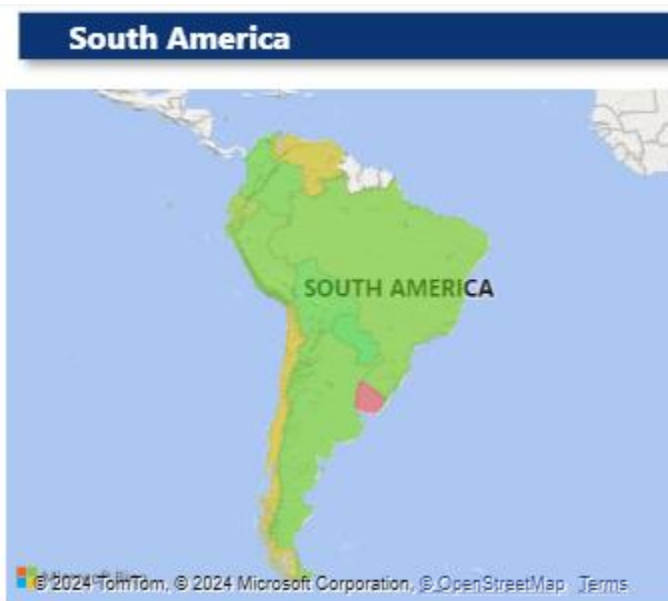 South America
SOUTH AMERICA
© 2024 TomTom, © 2024 Microsoft Corporation, © OpenStreetMap Terms